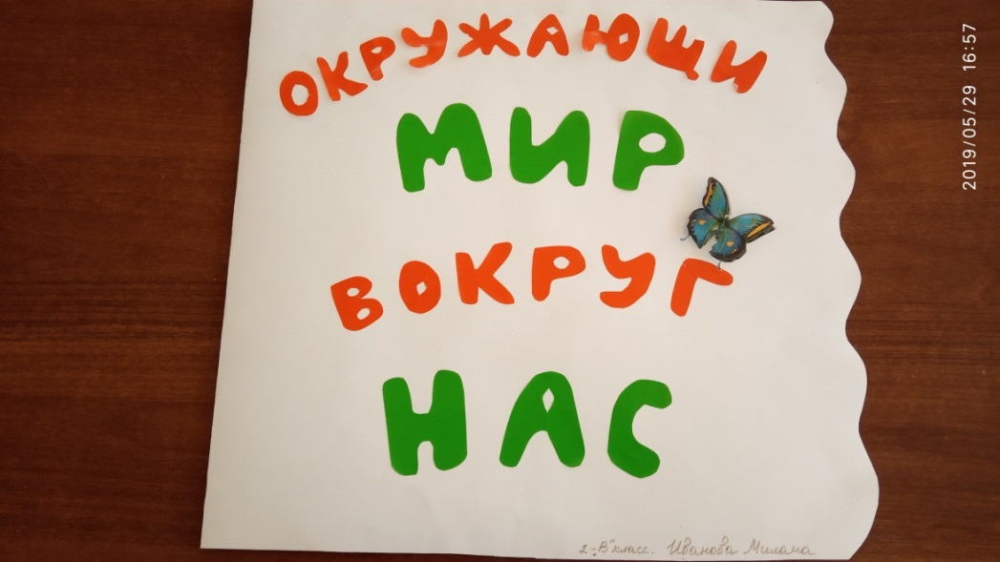 ОКРУЖАЮЩИ
МИР
ВОКРУГ
НАС
2-"В" класс. Иванова Милана
2019/05/29 16:57